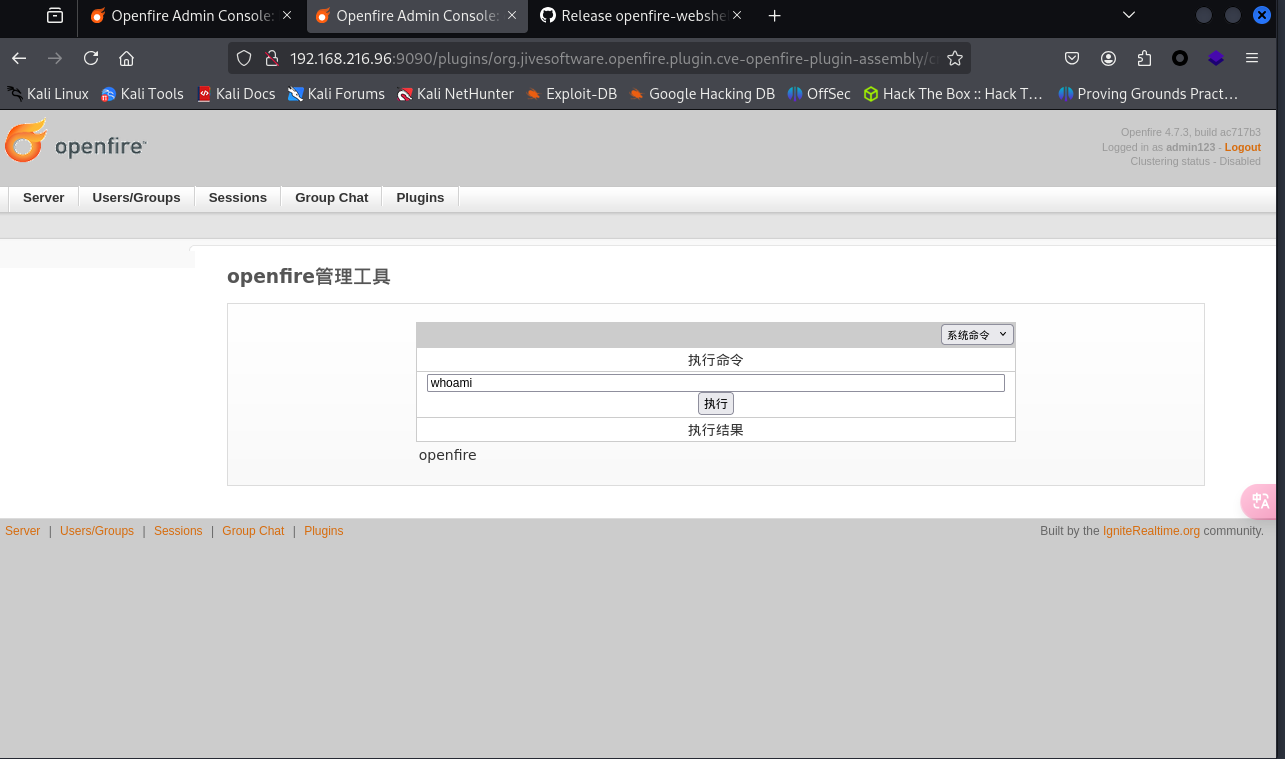 Openfire Admin Console:
Openfire Admin Console:
Release openfire-webshe
192.168.216.96:9090/plugins/org.jivesoftware.openfire.plugin.cve-openfire-plugin-assembly/c
Kali Linux Kali Tools Kali Docs Kali Forums Kali NetHunter Exploit-DB Google Hacking DB OffSec Hack The Box :: Hack T… Proving Grounds Pract…
openfire™
Openfire 4.7.3, build ac717b3
Logged in as admin123 - Logout
Clustering status - Disabled
Server Users/Groups Sessions Group Chat Plugins
openfire管理工具
系统命令
执行命令
whoami
执行
执行结果
openfire
中A
Server | Users/Groups | Sessions | Group Chat | Plugins
Built by the IgniteRealtime.org community.